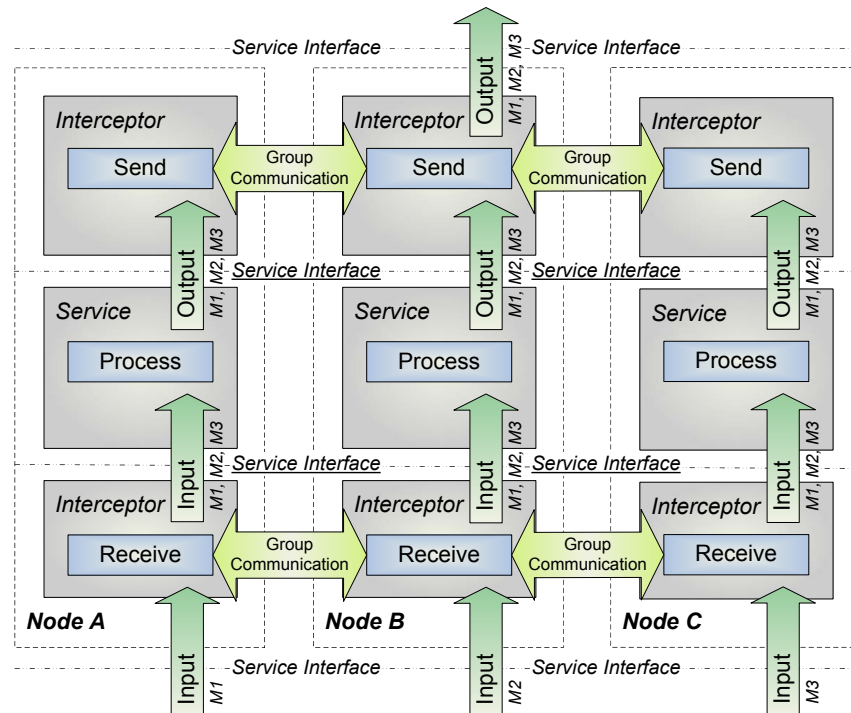 Service Interface Service Interface
Output
M1, M2, M3
Interceptor Interceptor Interceptor
Send Send Send
Group Communication
Group Communication
Output Output Output
M1, M2, M3 M1, M2, M3 M1, M2, M3
Service Interface Service Interface
Service Service Service
Process Process Process
Input Input Input
M1, M2, M3 M1, M2, M3 M1, M2, M3
Service Interface Service Interface
Interceptor Interceptor Interceptor
Receive Receive Receive
Group Communication
Group Communication
Node A Node B Node C
Service Interface Service Interface
Input Input Input
M1 M2 M3